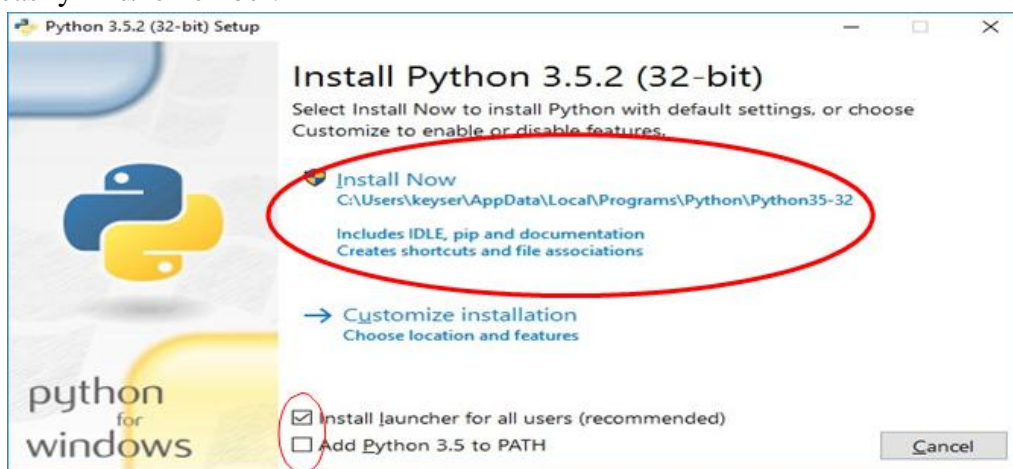 Python 3.5.2 (32-bit) Setup
Install Python 3.5.2 (32-bit)
Select Install Now to install Python with default settings, or choose
Customize to enable or disable features.
Install Now
C:\Users\keyser\AppData\Local\Programs\Python\Python35-32
Includes IDLE, pip and documentation
Creates shortcuts and file associations
Customize installation
Choose location and features
python
for
windows
Install launcher for all users (recommended)
Add Python 3.5 to PATH
Cancel